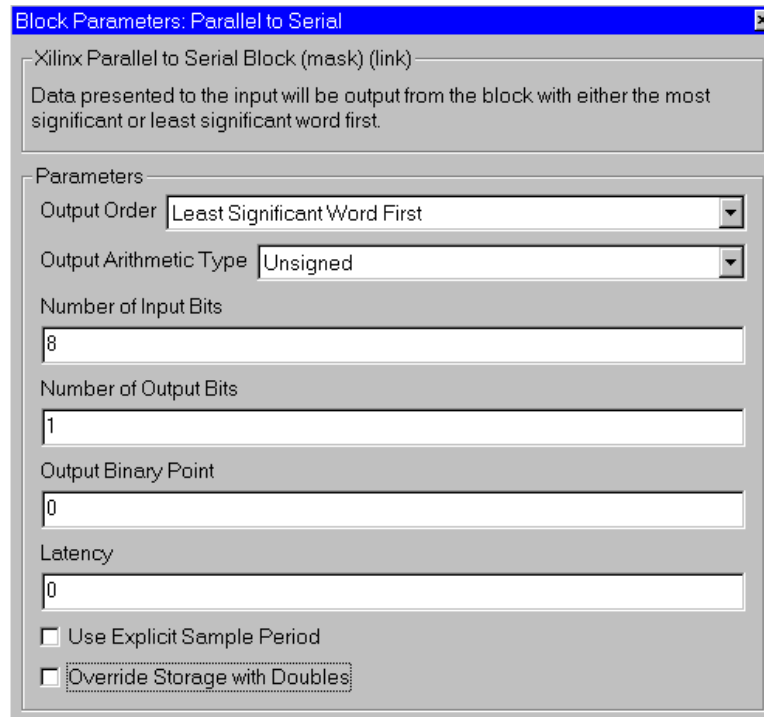 Block Parameters: Parallel to Serial
Xilinx Parallel to Serial Block (mask) (link)
Data presented to the input will be output from the block with either the most
significant or least significant word first.
Parameters
Output Order Least Significant Word First
Output Arithmetic Type Unsigned
Number of Input Bits
8
Number of Output Bits
1
Output Binary Point
0
Latency
0
Use Explicit Sample Period
Override Storage with Doubles